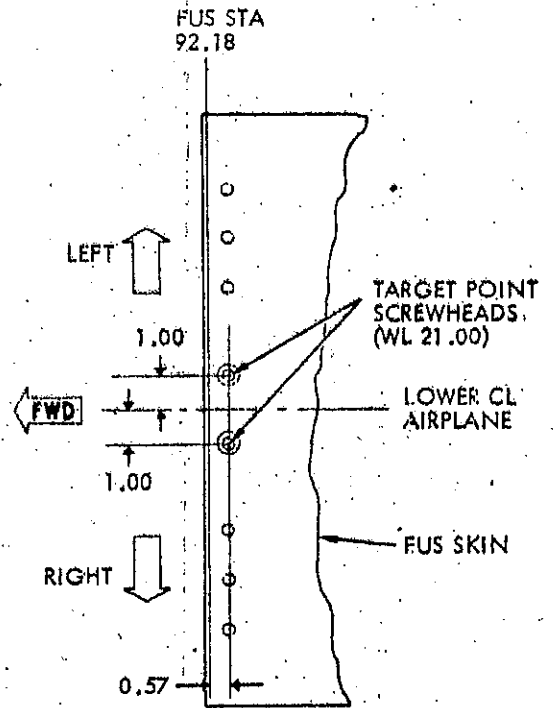 FUS STA
92.18
LEFT
TARGET POINT
SCREWHEADS
(WL 21.00)
1.00
FWD
LOWER CL
AIRPLANE
1.00
FUS SKIN
RIGHT
0.57